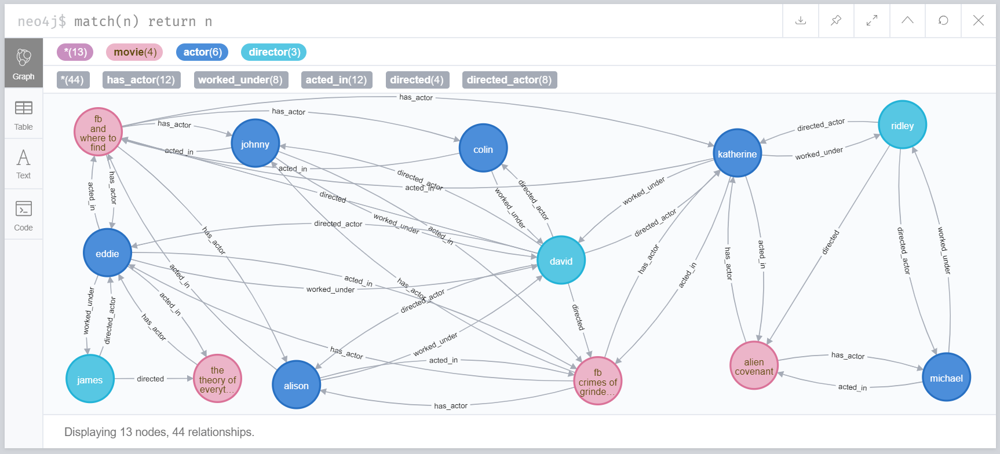 neo4j$ match(n) return n
Graph
Table
Text
Code
*(13) movie(4) actor(6) director(3)
*(44) has_actor(12) worked_under(8) acted_in(12) directed(4) directed_actor(8)
has_actor
has_actor
has_actor
fb
and
where to
find
johnny
colin
katherine
ridley
directed_actor
worked_under
acted_in
acted_in
directed_actor
acted_in
directed
worked_under
directed_actor
worked_under
acted_in
has_actor
directed_actor
worked_under
acted_in
has_actor
directed_actor
eddie
david
acted_in
worked_under
has_actor
directed_actor
acted_in
has_actor
acted_in
has_actor
acted_in
directed
directed_actor
worked_under
worked_under
directed_actor
acted_in
has_actor
directed
has_actor
worked_under
acted_in
has_actor
james
directed
the
theory of
everyt...
alison
fb
crimes of
grinde...
alien
covenant
has_actor
michael
acted_in
has_actor
Displaying 13 nodes, 44 relationships.